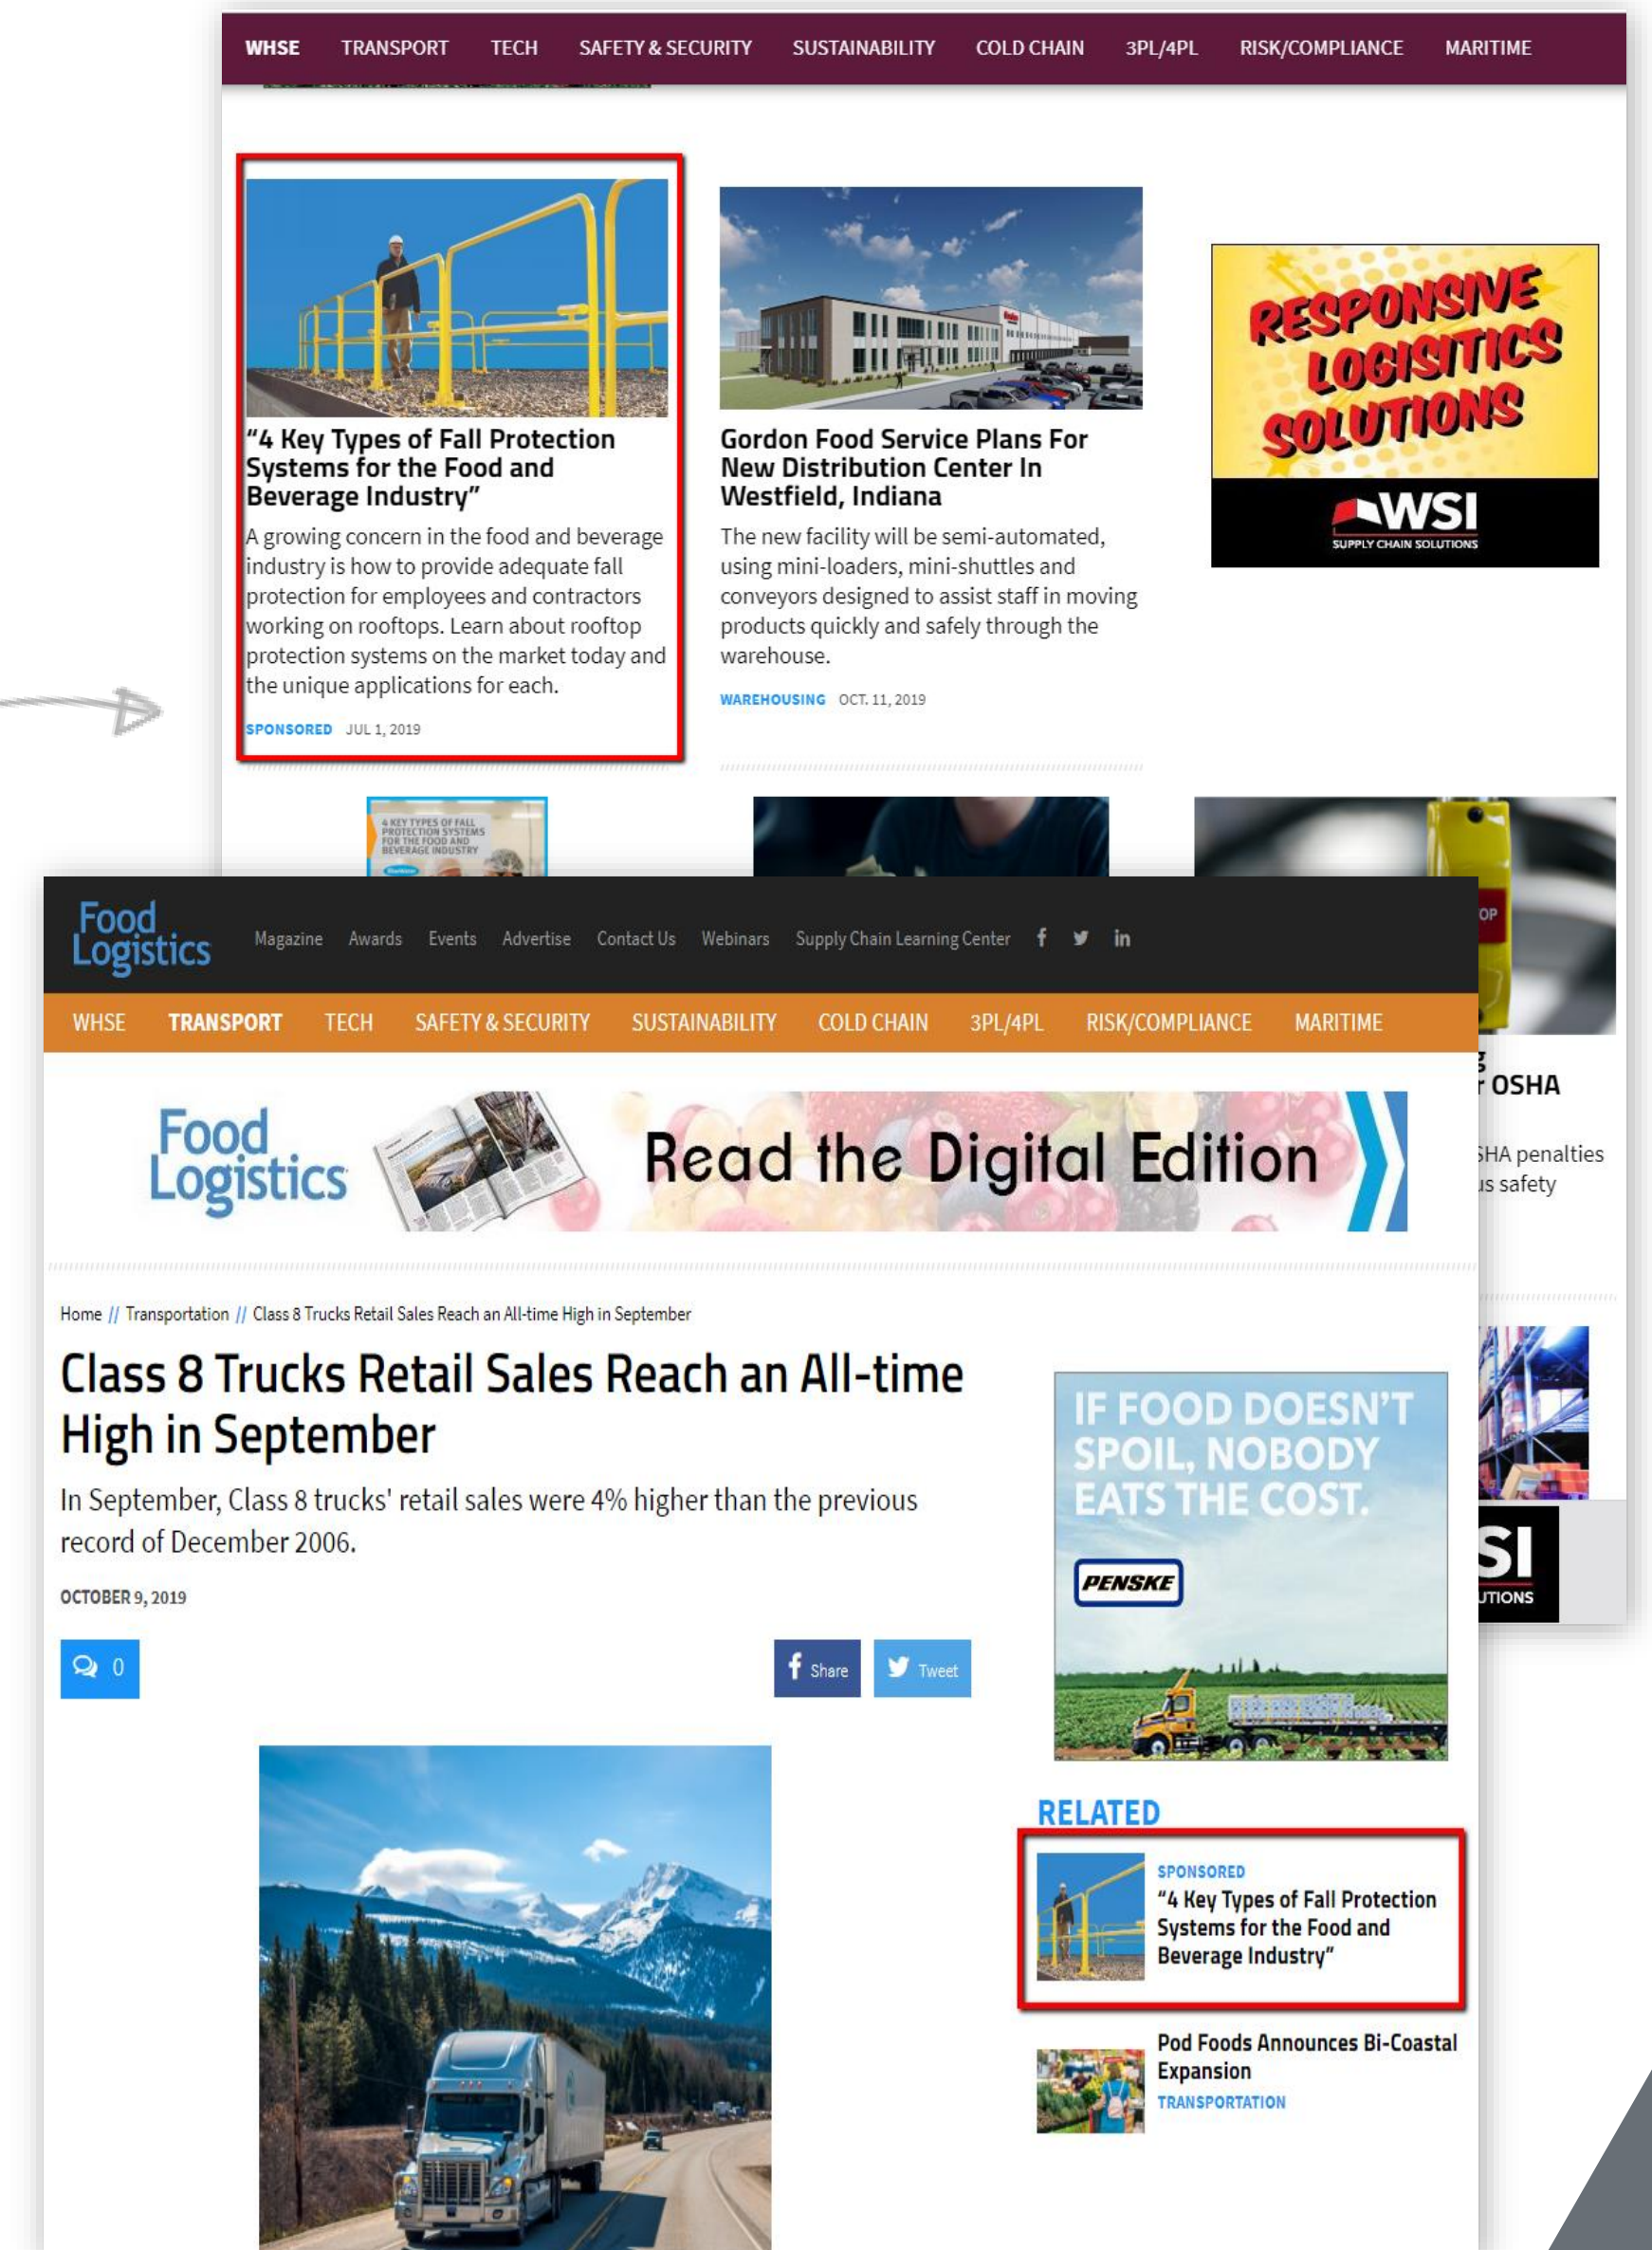 WHSE TRANSPORT TECH SAFETY & SECURITY SUSTAINABILITY COLD CHAIN 3PL/4PL RISK/COMPLIANCE MARITIME
“4 Key Types of Fall Protection
Systems for the Food and
Beverage Industry”
A growing concern in the food and beverage
industry is how to provide adequate fall
protection for employees and contractors
working on rooftops. Learn about rooftop
protection systems on the market today and
the unique applications for each.
SPONSORED JUL 1, 2019
Gordon Food Service Plans For
New Distribution Center In
Westfield, Indiana
The new facility will be semi-automated,
using mini-loaders, mini-shuttles and
conveyors designed to assist staff in moving
products quickly and safely through the
warehouse.
WAREHOUSING OCT. 11, 2019
RESPONSIVE
LOGISITICS
SOLUTIONS
WSI
SUPPLY CHAIN SOLUTIONS
4 KEY TYPES OF FALL
PROTECTION SYSTEMS
FOR THE FOOD AND
BEVERAGE INDUSTRY
OP
OSHA
SHA penalties
us safety
SI
UTIONS
Food
Logistics
Magazine Awards Events Advertise Contact Us Webinars Supply Chain Learning Center
WHSE TRANSPORT TECH SAFETY & SECURITY SUSTAINABILITY COLD CHAIN 3PL/4PL RISK/COMPLIANCE MARITIME
Food
Logistics
Read the Digital Edition
Home // Transportation // Class 8 Trucks Retail Sales Reach an All-time High in September
Class 8 Trucks Retail Sales Reach an All-time
High in September
In September, Class 8 trucks' retail sales were 4% higher than the previous
record of December 2006.
OCTOBER 9, 2019
0
Share
Tweet
IF FOOD DOESN'T
SPOIL, NOBODY
EATS THE COST.
PENSKE
RELATED
SPONSORED
“4 Key Types of Fall Protection
Systems for the Food and
Beverage Industry”
Pod Foods Announces Bi-Coastal
Expansion
TRANSPORTATION